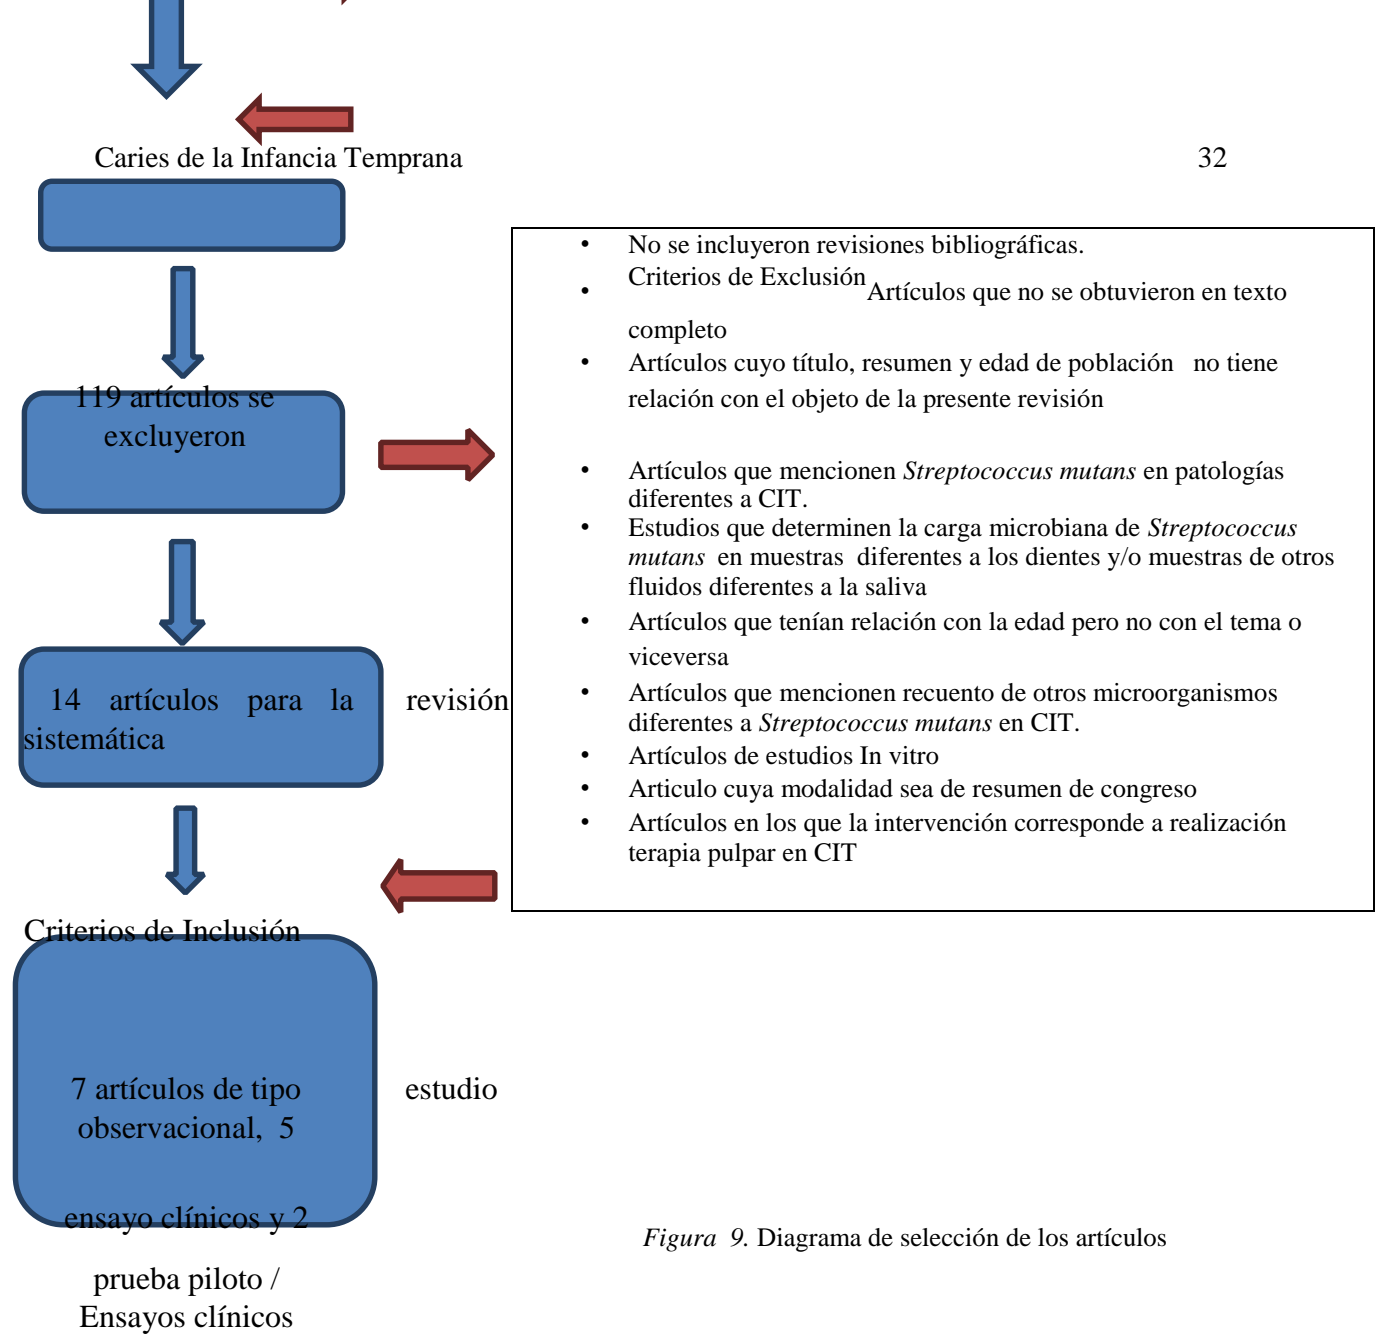 Caries de la Infancia Temprana 32
119 artículos se
excluyeron
14 artículos para la revisión
sistemática
Criterios de Inclusión
7 artículos de tipo estudio
observacional, 5
ensayo clínicos y 2
prueba piloto /
Ensayos clínicos
• No se incluyeron revisiones bibliográficas.
Criterios de Exclusión
• Artículos que no se obtuvieron en texto
completo
• Artículos cuyo título, resumen y edad de población no tiene
relación con el objeto de la presente revisión
• Artículos que mencionen Streptococcus mutans en patologías
diferentes a CIT.
• Estudios que determinen la carga microbiana de Streptococcus
mutans en muestras diferentes a los dientes y/o muestras de otros
fluidos diferentes a la saliva
• Artículos que tenían relación con la edad pero no con el tema o
viceversa
• Artículos que mencionen recuento de otros microorganismos
diferentes a Streptococcus mutans en CIT.
• Artículos de estudios In vitro
• Articulo cuya modalidad sea de resumen de congreso
• Artículos en los que la intervención corresponde a realización
terapia pulpar en CIT
Figura 9. Diagrama de selección de los artículos